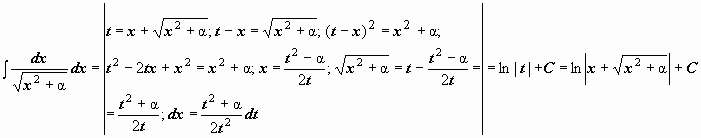 ∫ dx/√(x² + α) dx = | t = x + √(x² + α); t − x = √(x² + α); (t − x)² = x² + α;
t² − 2tx + x² = x² + α; x = (t² − α)/(2t); √(x² + α) = t − (t² − α)/(2t) =
= (t² + α)/(2t); dx = (t² + α)/(2t²) dt | = = ln |t| + C = ln |x + √(x² + α)| + C